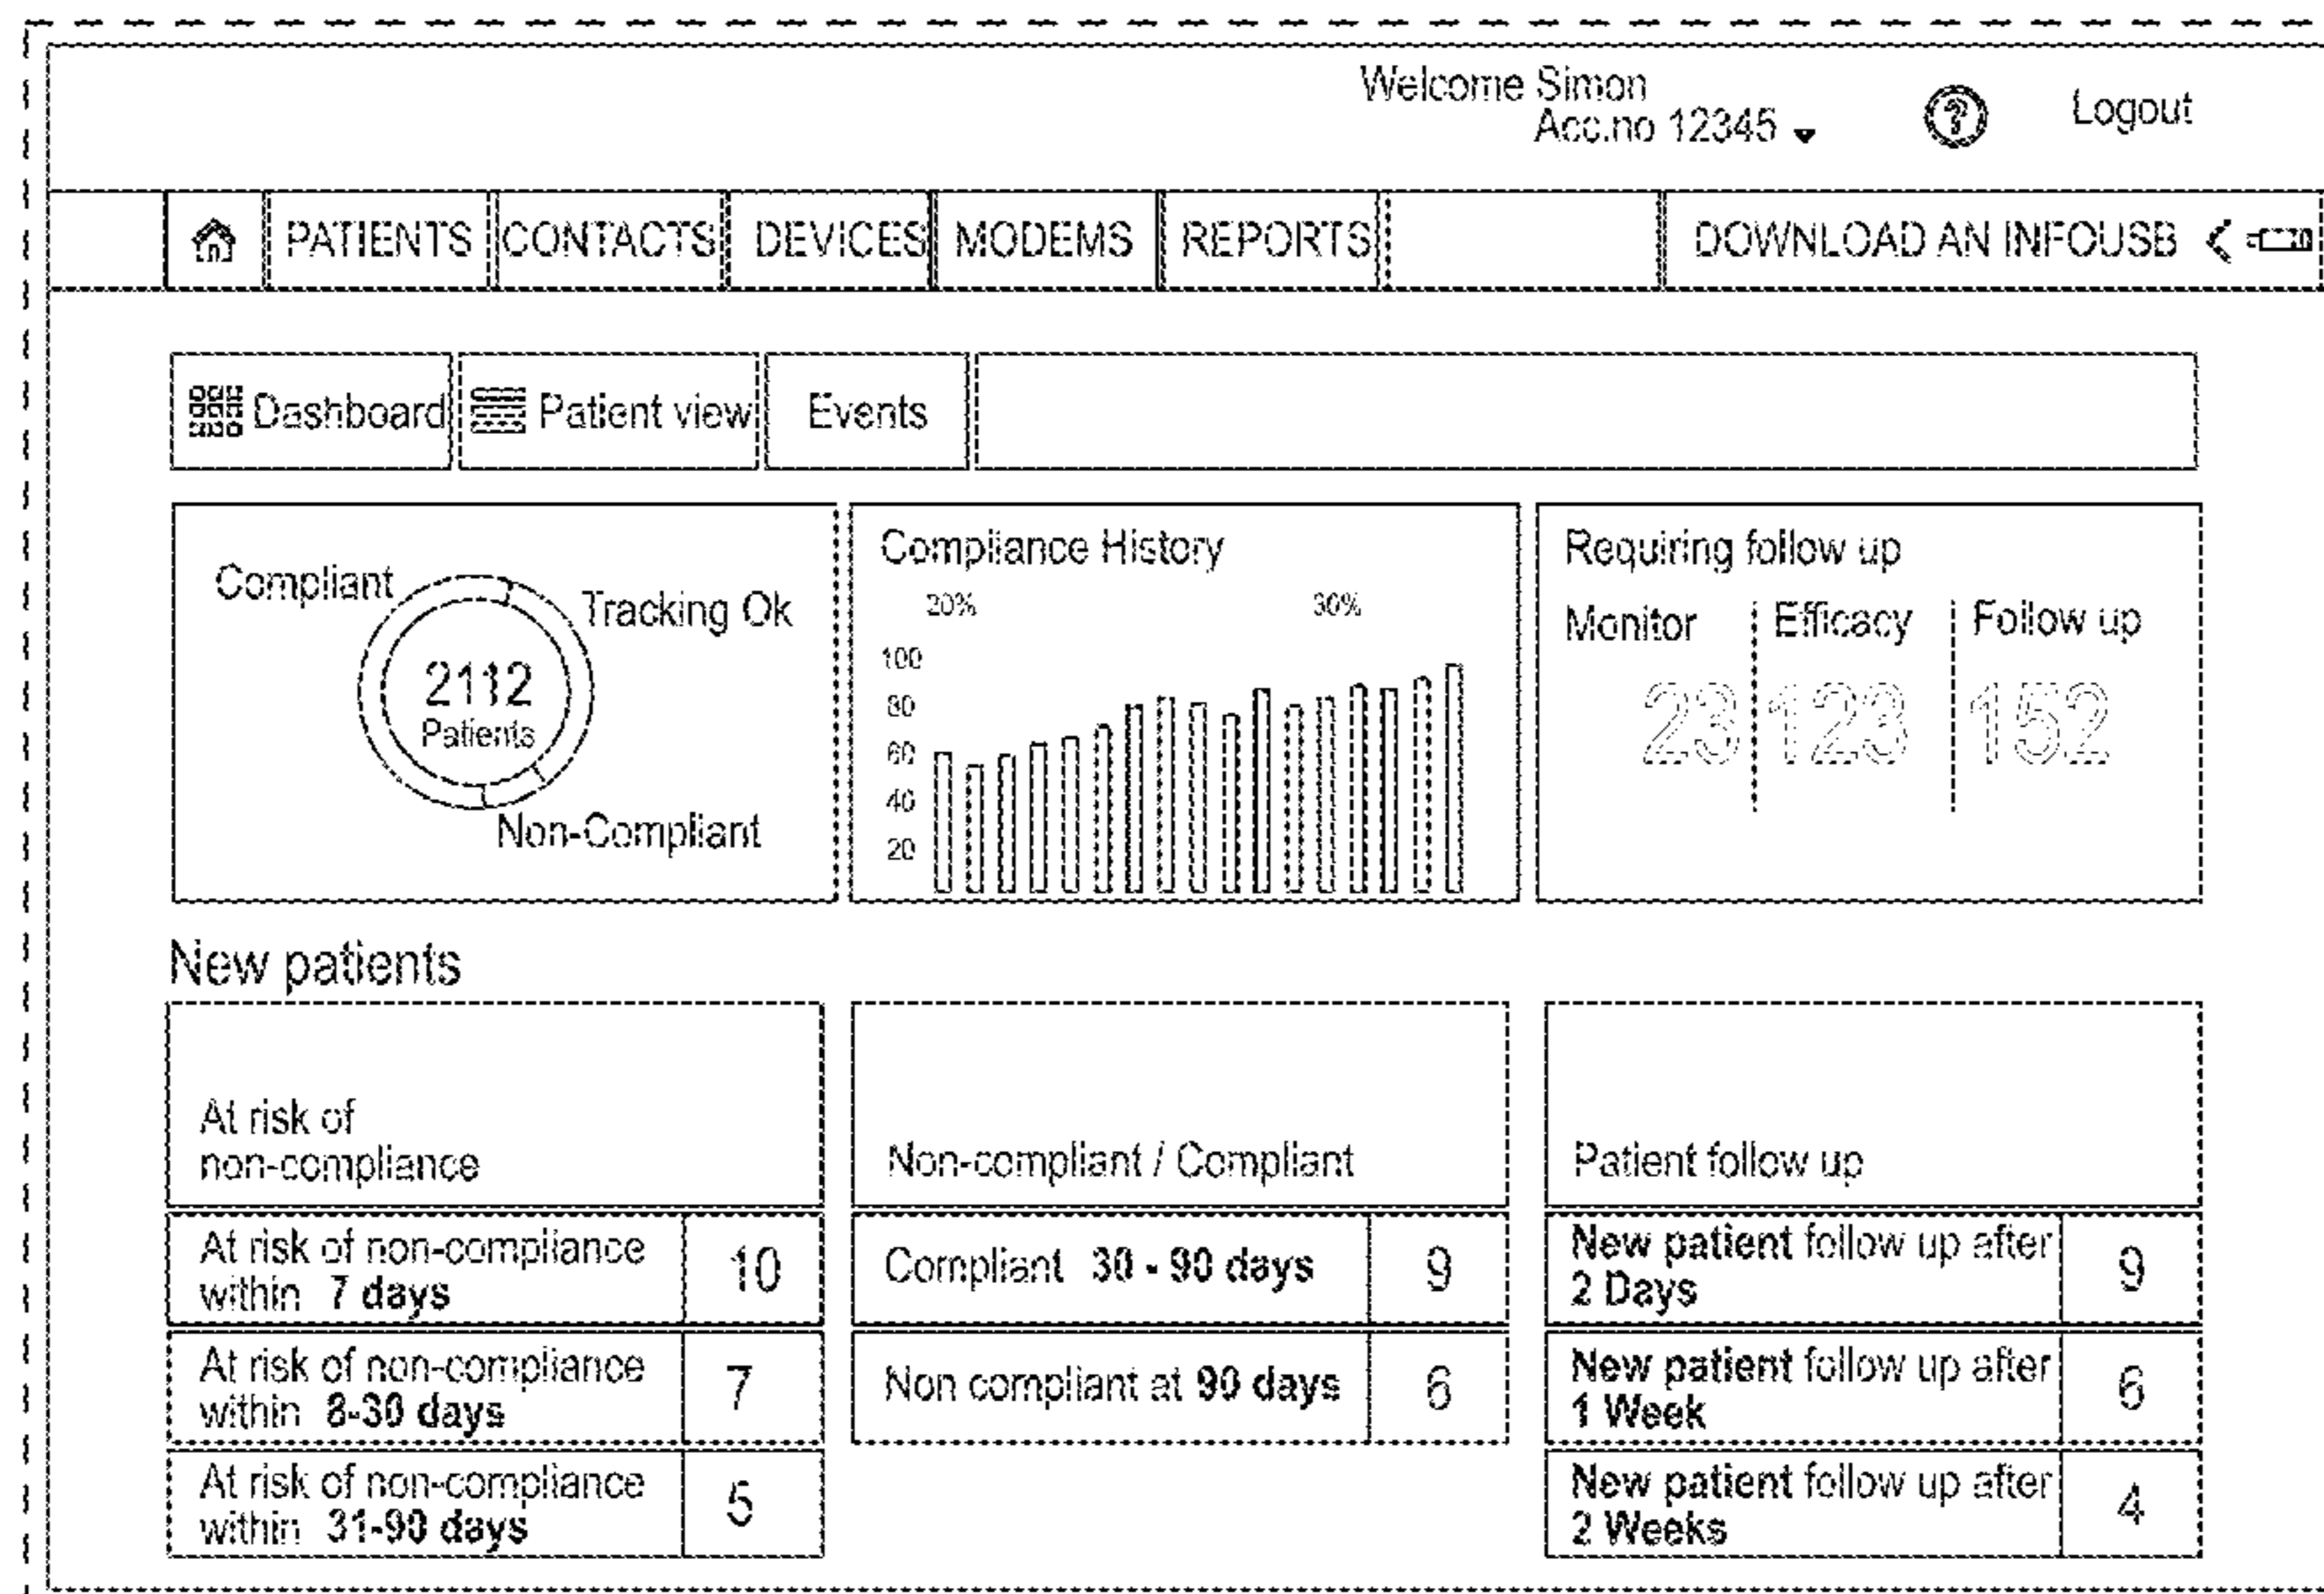 Welcome Simon
Acc.no 12345
?
Logout
PATIENTS
CONTACTS
DEVICES
MODEMS
REPORTS
DOWNLOAD AN INFOUSB
Dashboard
Patient view
Events
Compliant
Tracking Ok
2112
Patients
Non-Compliant
Compliance History
20%
30%
100
80
60
40
20
Requiring follow up
Monitor
Efficacy
Follow up
23
123
152
New patients
At risk of
non-compliance
At risk of non-compliance
within 7 days
10
At risk of non-compliance
within 8-30 days
7
At risk of non-compliance
within 31-90 days
5
Non-compliant / Compliant
Compliant 30 - 90 days
9
Non compliant at 90 days
6
Patient follow up
New patient follow up after
2 Days
9
New patient follow up after
1 Week
6
New patient follow up after
2 Weeks
4